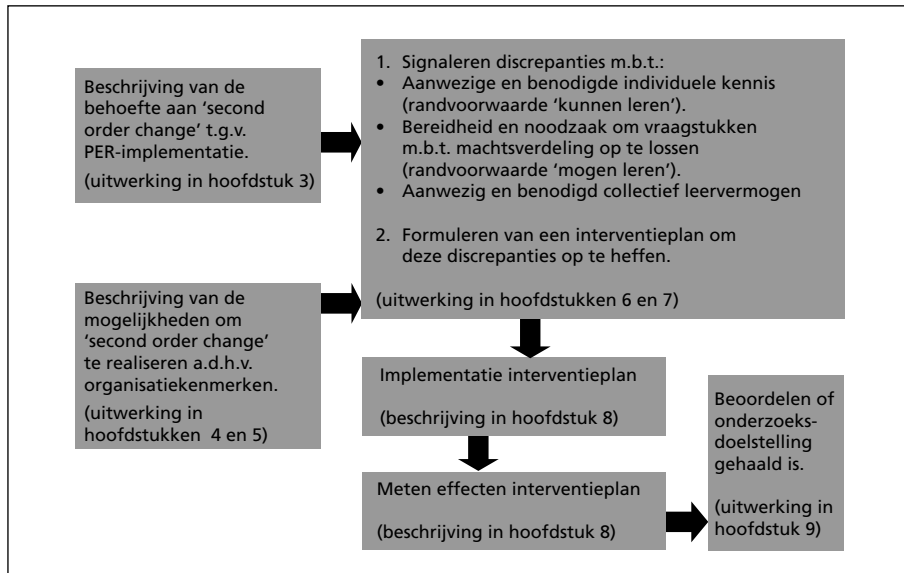 Beschrijving van de
behoefte aan ‘second
order change’ t.g.v.
PER-implementatie.
(uitwerking in hoofdstuk 3)
Beschrijving van de
mogelijkheden om
‘second order change’
te realiseren a.d.h.v.
organisatiekenmerken.
(uitwerking in
hoofdstukken 4 en 5)
1. Signaleren discrepanties m.b.t.:
• Aanwezige en benodigde individuele kennis
(randvoorwaarde ‘kunnen leren’).
• Bereidheid en noodzaak om vraagstukken
m.b.t. machtsverdeling op te lossen
(randvoorwaarde ‘mogen leren’).
• Aanwezig en benodigd collectief leervermogen
2. Formuleren van een interventieplan om
deze discrepanties op te heffen.
(uitwerking in hoofdstukken 6 en 7)
Implementatie interventieplan
(beschrijving in hoofdstuk 8)
Meten effecten interventieplan
(beschrijving in hoofdstuk 8)
Beoordelen of
onderzoeks-
doelstelling
gehaald is.
(uitwerking in
hoofdstuk 9)